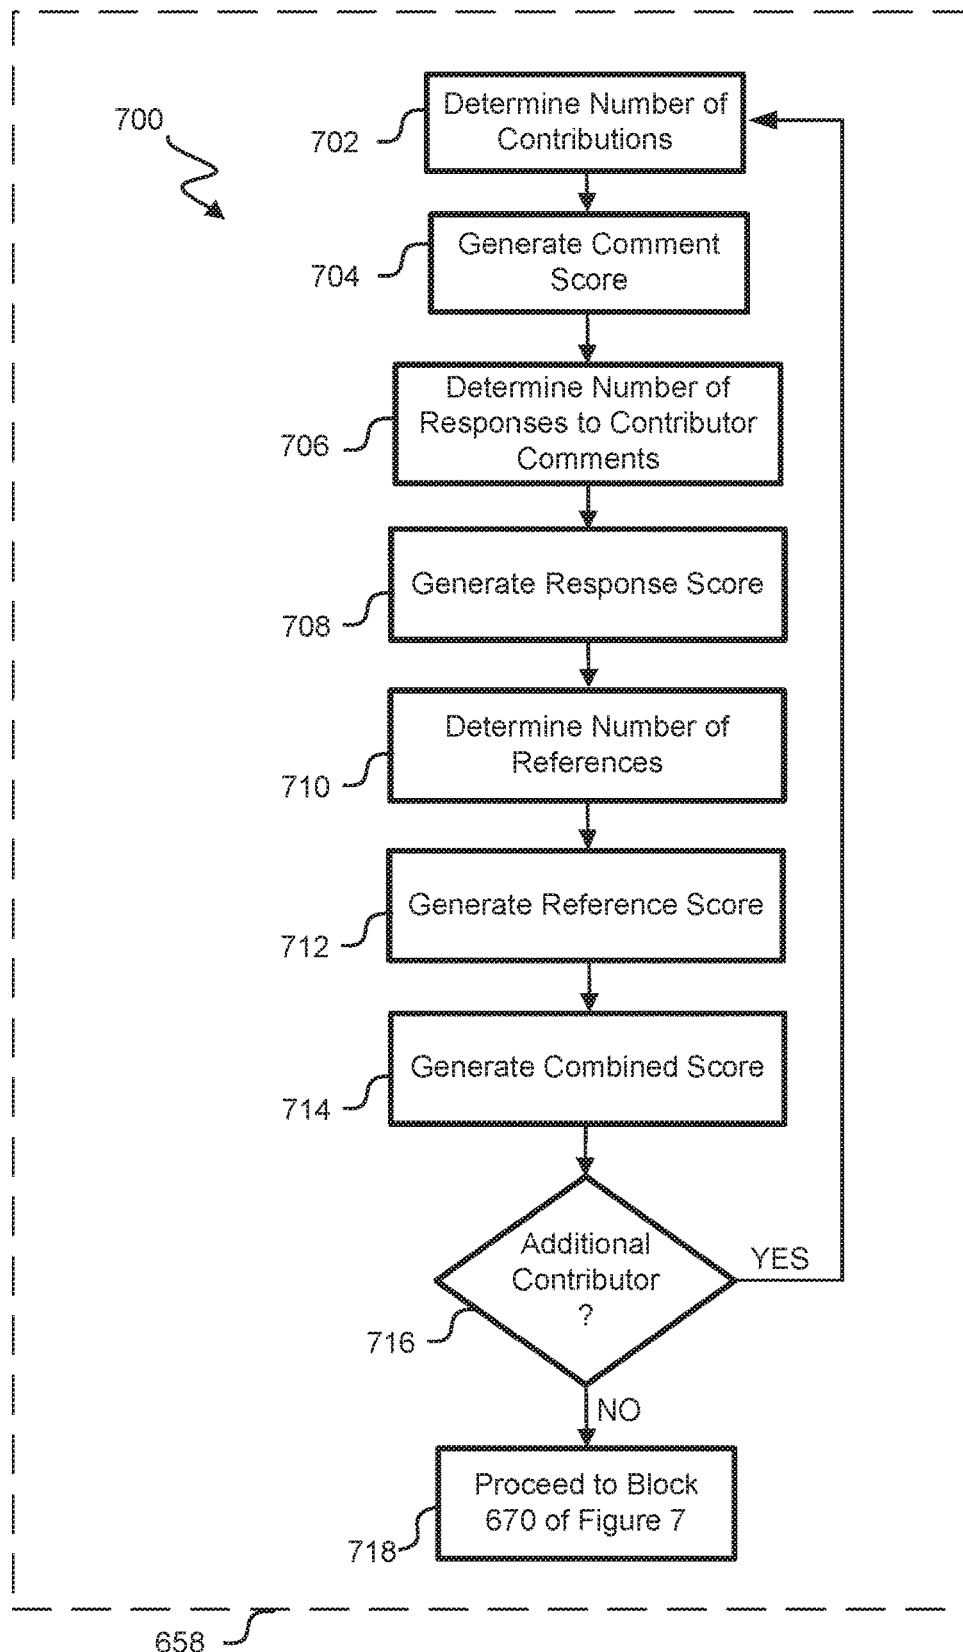 700
702
Determine Number of
Contributions
704
Generate Comment
Score
706
Determine Number of
Responses to Contributor
Comments
708
Generate Response Score
710
Determine Number of
References
712
Generate Reference Score
714
Generate Combined Score
716
Additional
Contributor
?
YES
NO
718
Proceed to Block
670 of Figure 7
658